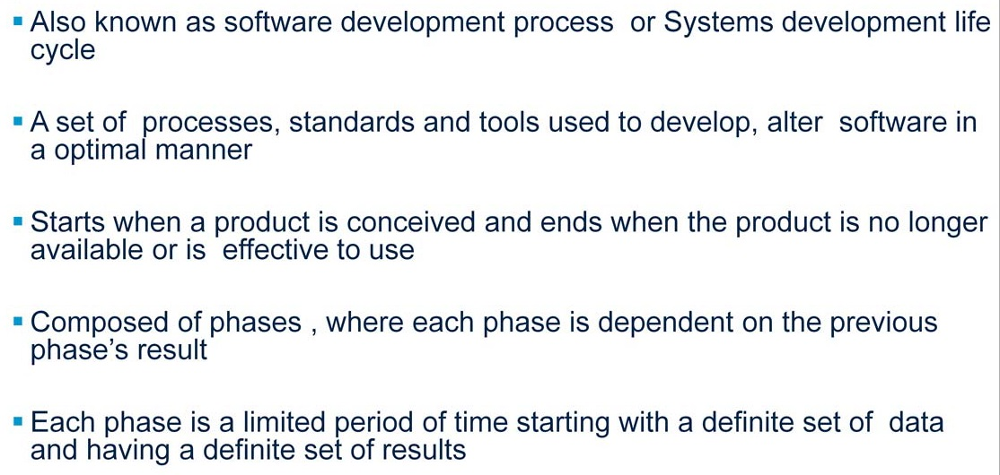 ▪ Also known as software development process or Systems development life
cycle
▪ A set of processes, standards and tools used to develop, alter software in
a optimal manner
▪ Starts when a product is conceived and ends when the product is no longer
available or is effective to use
▪ Composed of phases , where each phase is dependent on the previous
phase’s result
▪ Each phase is a limited period of time starting with a definite set of data
and having a definite set of results